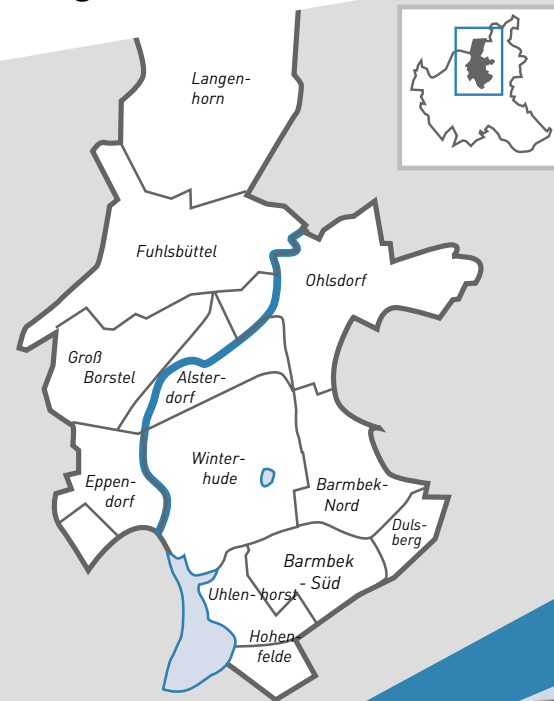 Langen-
horn
Fuhlsbüttel
Ohlsdorf
Groß
Borstel
Alster-
dorf
Winter-
hude
Eppen-
dorf
Barmbek-
Nord
Duls-
berg
Barmbek
- Süd
Uhlen- horst
Hohen-
felde